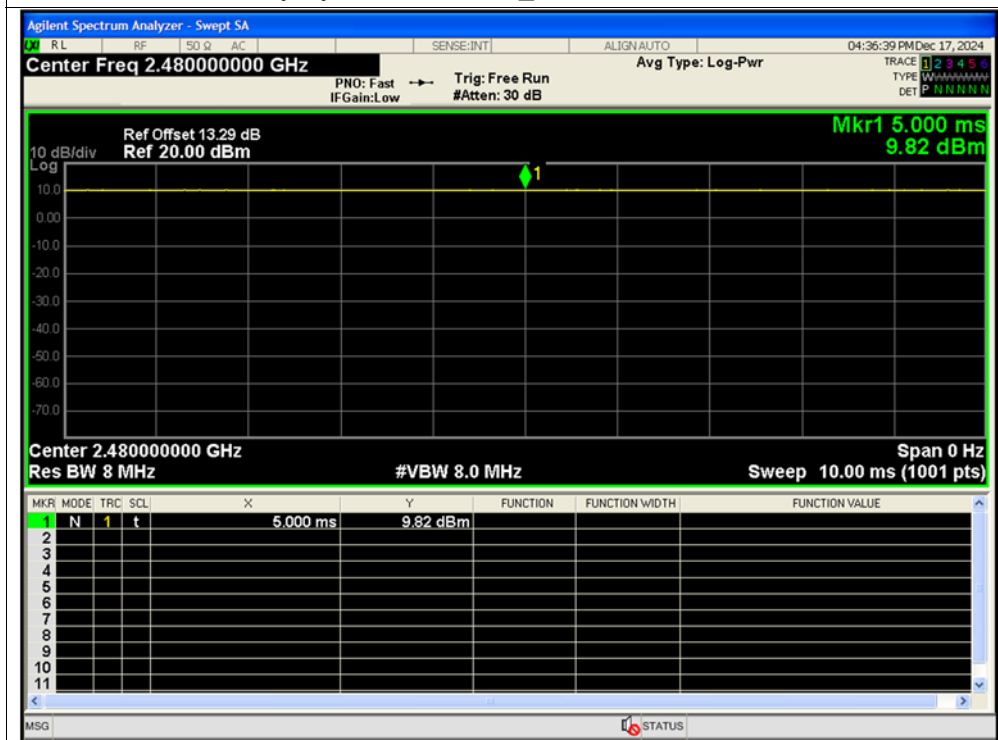 Agilent Spectrum Analyzer - Swept SA
RL RF 50 Ω AC SENSE:INT ALIGN AUTO 04:36:39 PM Dec 17, 2024
Center Freq 2.480000000 GHz Avg Type: Log-Pwr TRACE 1 2 3 4 5 6
PNO: Fast Trig: Free Run TYPE
IFGain:Low #Atten: 30 dB DET P N N N N N
Mkr1 5.000 ms
Ref Offset 13.29 dB
10 dB/div Ref 20.00 dBm 9.82 dBm
Log
1
10.0
0.00
-10.0
-20.0
-30.0
-40.0
-50.0
-60.0
-70.0
Center 2.480000000 GHz Span 0 Hz
Res BW 8 MHz #VBW 8.0 MHz Sweep 10.00 ms (1001 pts)
MKR MODE TRC SCL X Y FUNCTION FUNCTION WIDTH FUNCTION VALUE
1 N 1 t 5.000 ms 9.82 dBm
2
3
4
5
6
7
8
9
10
11
MSG STATUS